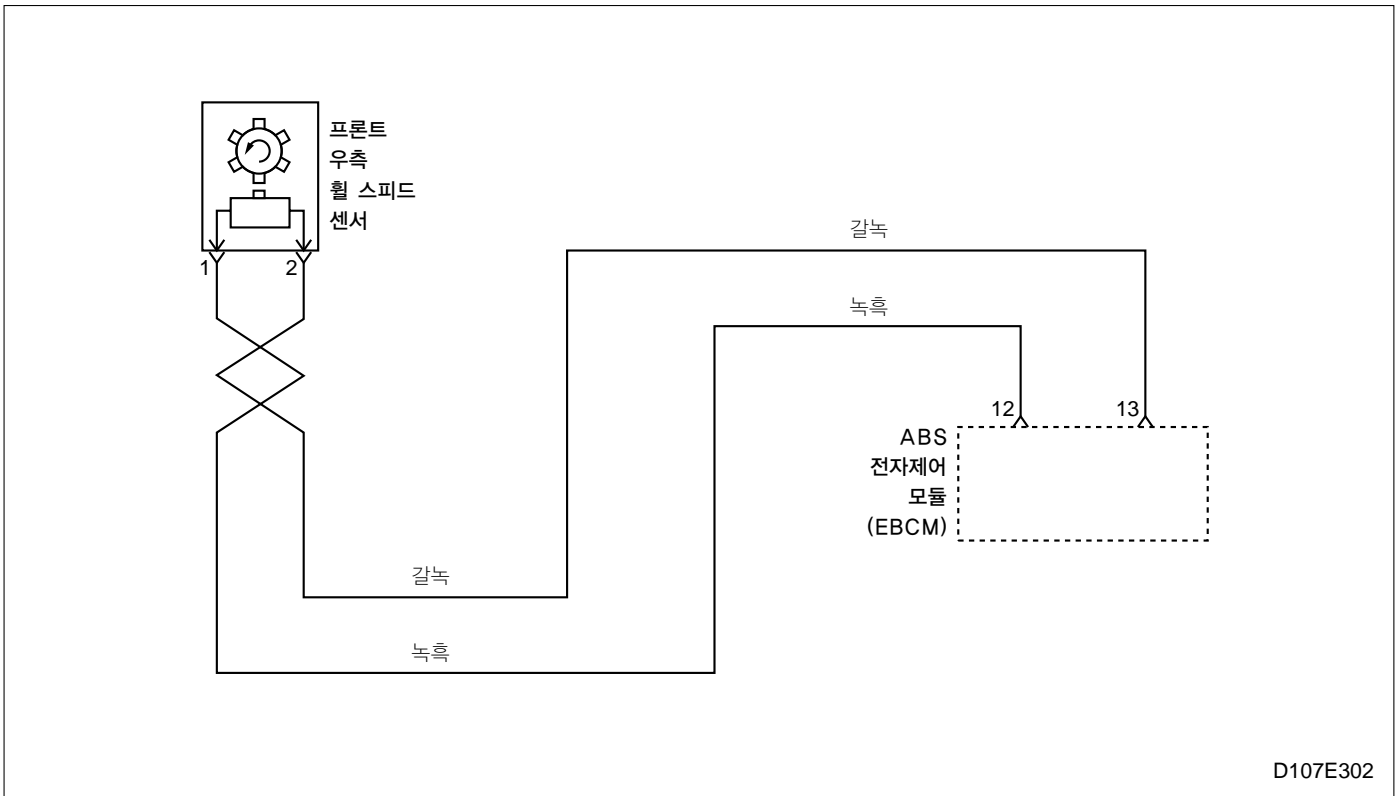 프론트
우측
휠 스피드
센서
1
2
갈녹
녹흑
12
13
ABS
전자제어
모듈
(EBCM)
갈녹
녹흑
D107E302